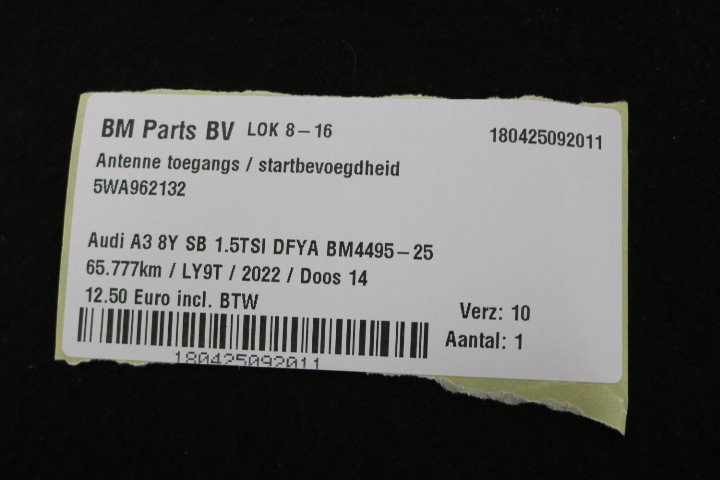 BM Parts BV LOK 8-16
180425092011
Antenne toegangs / startbevoegdheid
5WA962132
Audi A3 8Y SB 1.5TSI DFYA BM4495-25
65.777km / LY9T / 2022 / Doos 14
12.50 Euro incl. BTW
Verz: 10
Aantal: 1
180425092011